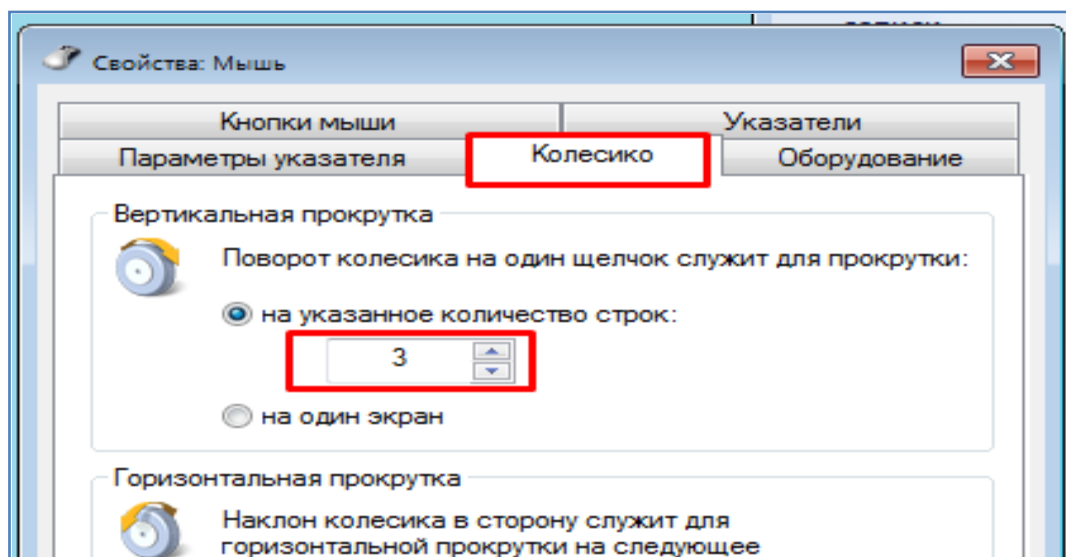 Свойства: Мышь
Кнопки мыши Указатели
Параметры указателя Колесико Оборудование
Вертикальная прокрутка
Поворот колесика на один щелчок служит для прокрутки:
на указанное количество строк:
3
на один экран
Горизонтальная прокрутка
Наклон колесика в сторону служит для
горизонтальной прокрутки на следующее